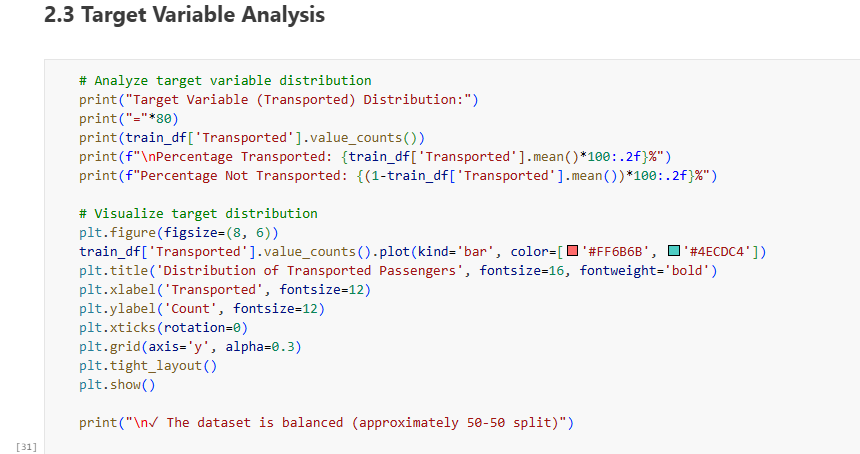 2.3 Target Variable Analysis
# Analyze target variable distribution
print("Target Variable (Transported) Distribution:")
print("="*80)
print(train_df['Transported'].value_counts())
print(f"\nPercentage Transported: {train_df['Transported'].mean()*100:.2f}%")
print(f"Percentage Not Transported: {(1-train_df['Transported'].mean())*100:.2f}%")
# Visualize target distribution
plt.figure(figsize=(8, 6))
train_df['Transported'].value_counts().plot(kind='bar', color=['#FF6B6B', '#4ECDC4'])
plt.title('Distribution of Transported Passengers', fontsize=16, fontweight='bold')
plt.xlabel('Transported', fontsize=12)
plt.ylabel('Count', fontsize=12)
plt.xticks(rotation=0)
plt.grid(axis='y', alpha=0.3)
plt.tight_layout()
plt.show()
print("\n✓ The dataset is balanced (approximately 50-50 split)")
[31]